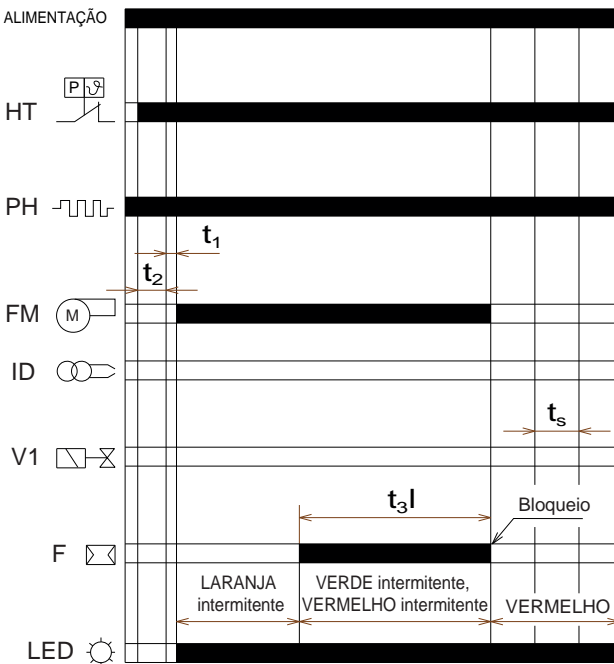 ALIMENTAÇÃO
P ϑ
HT
PH
t1
t2
FM M
ID
ts
V1
t3l
Bloqueio
F
LARANJA
intermitente
VERDE intermitente,
VERMELHO intermitente
VERMELHO
LED